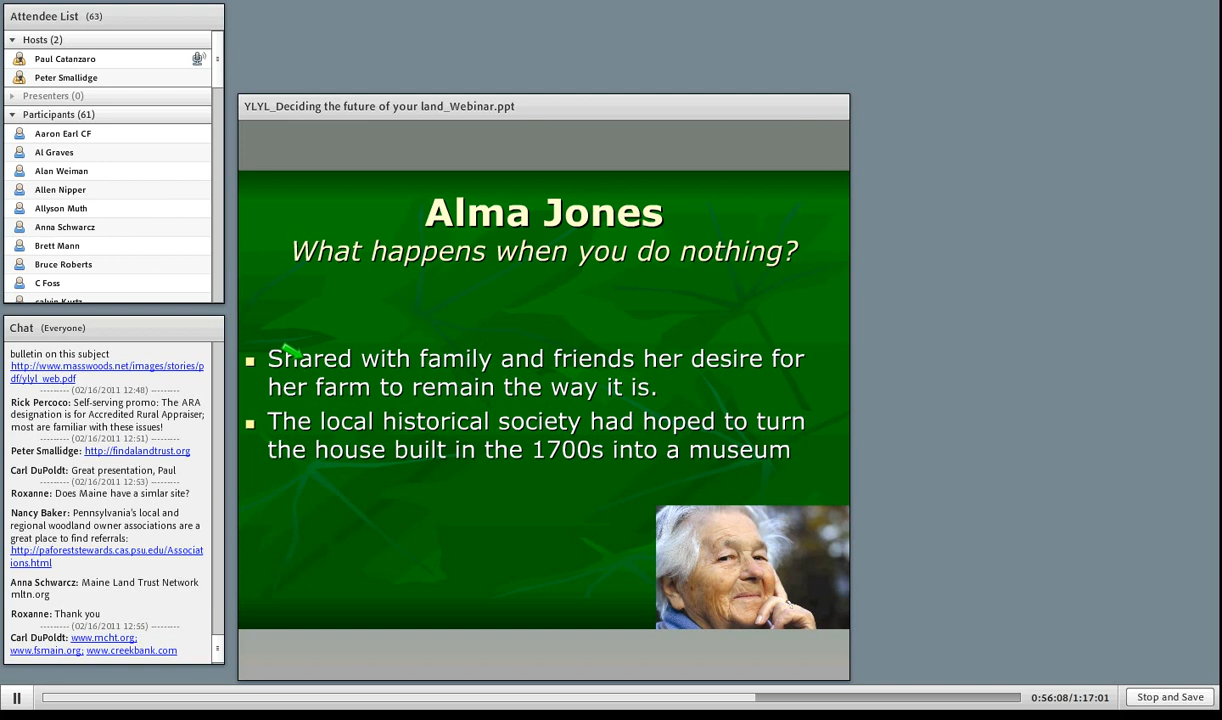 Attendee List (63)
Hosts (2)
Paul Catanzaro
Peter Smallidge
Presenters (0)
Participants (61)
Aaron Earl CF
Al Graves
Alan Weiman
Allen Nipper
Allyson Muth
Anna Schwarcz
Brett Mann
Bruce Roberts
C Foss
calvin Kurtz
Chat (Everyone)
bulletin on this subject
http://www.masswoods.net/images/stories/p
df/ylyl_web.pdf
--------- (02/16/2011 12:48) ---------
Rick Percoco: Self-serving promo: The ARA
designation is for Accredited Rural Appraiser;
most are familiar with these issues!
--------- (02/16/2011 12:51) ---------
Peter Smallidge: http://findalandtrust.org
Carl DuPoldt: Great presentation, Paul
--------- (02/16/2011 12:53) ---------
Roxanne: Does Maine have a simlar site?
Nancy Baker: Pennsylvania's local and
regional woodland owner associations are a
great place to find referrals:
http://paforeststewards.cas.psu.edu/Associat
ions.html
Anna Schwarcz: Maine Land Trust Network
mltn.org
Roxanne: Thank you
--------- (02/16/2011 12:55) ---------
Carl DuPoldt: www.mcht.org;
www.fsmain.org; www.creekbank.com
YLYL_Deciding the future of your land_Webinar.ppt
Alma Jones
What happens when you do nothing?
Shared with family and friends her desire for
her farm to remain the way it is.
The local historical society had hoped to turn
the house built in the 1700s into a museum
0:56:08/1:17:01
Stop and Save